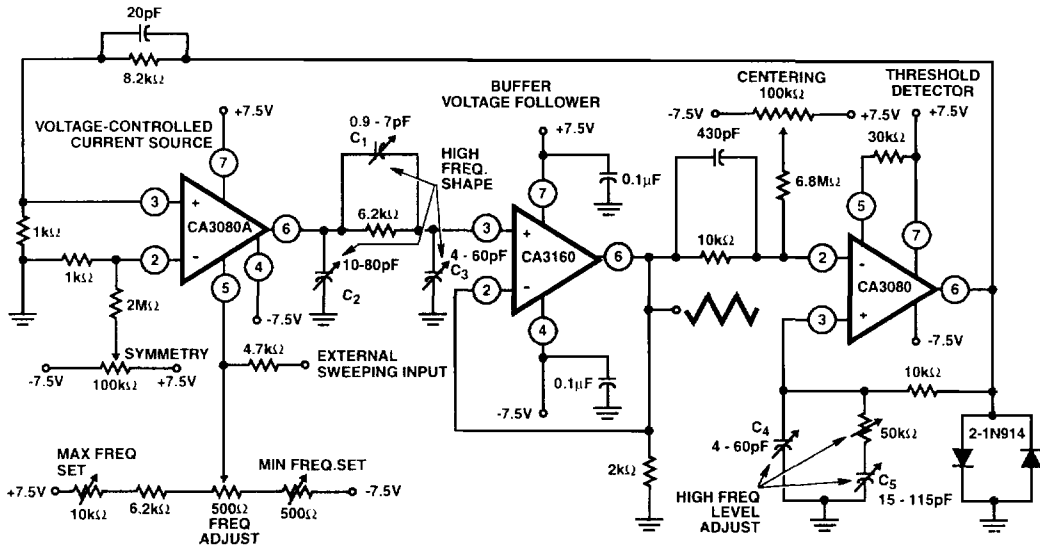 20pF
8.2kΩ
+7.5V
VOLTAGE-CONTROLLED
CURRENT SOURCE
7
3
+
CA3080A
6
2
-
4
5
1kΩ
1kΩ
2MΩ
-7.5V
SYMMETRY
-7.5V
100kΩ
+7.5V
4.7kΩ
EXTERNAL
SWEEPING INPUT
MAX FREQ
SET
+7.5V
10kΩ
6.2kΩ
500Ω
FREQ
ADJUST
MIN FREQ.SET
500Ω
-7.5V
0.9 - 7pF
C1
HIGH
FREQ.
SHAPE
6.2kΩ
10-80pF
C2
4 - 60pF
C3
BUFFER
VOLTAGE FOLLOWER
+7.5V
0.1μF
7
3
+
CA3160
6
2
-
4
0.1μF
-7.5V
2kΩ
CENTERING
100kΩ
-7.5V
+7.5V
430pF
10kΩ
6.8MΩ
THRESHOLD
DETECTOR
+7.5V
30kΩ
5
7
2
-
CA3080
6
3
+
-7.5V
10kΩ
C4
4 - 60pF
50kΩ
C5
15 - 115pF
HIGH FREQ
LEVEL
ADJUST
2-1N914